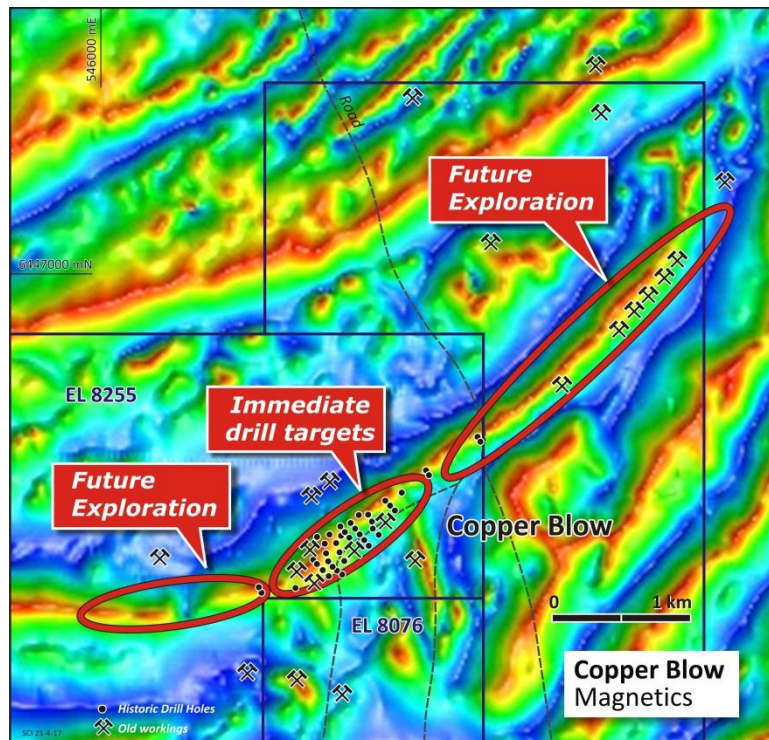 546000 mE
Road
Future
Exploration
6447000 mN
EL 8255
Immediate
drill targets
Future
Exploration
Copper Blow
0 1 km
EL 8076
Copper Blow
Magnetics
Historic Drill Holes
Old workings
SCI 21-4-17